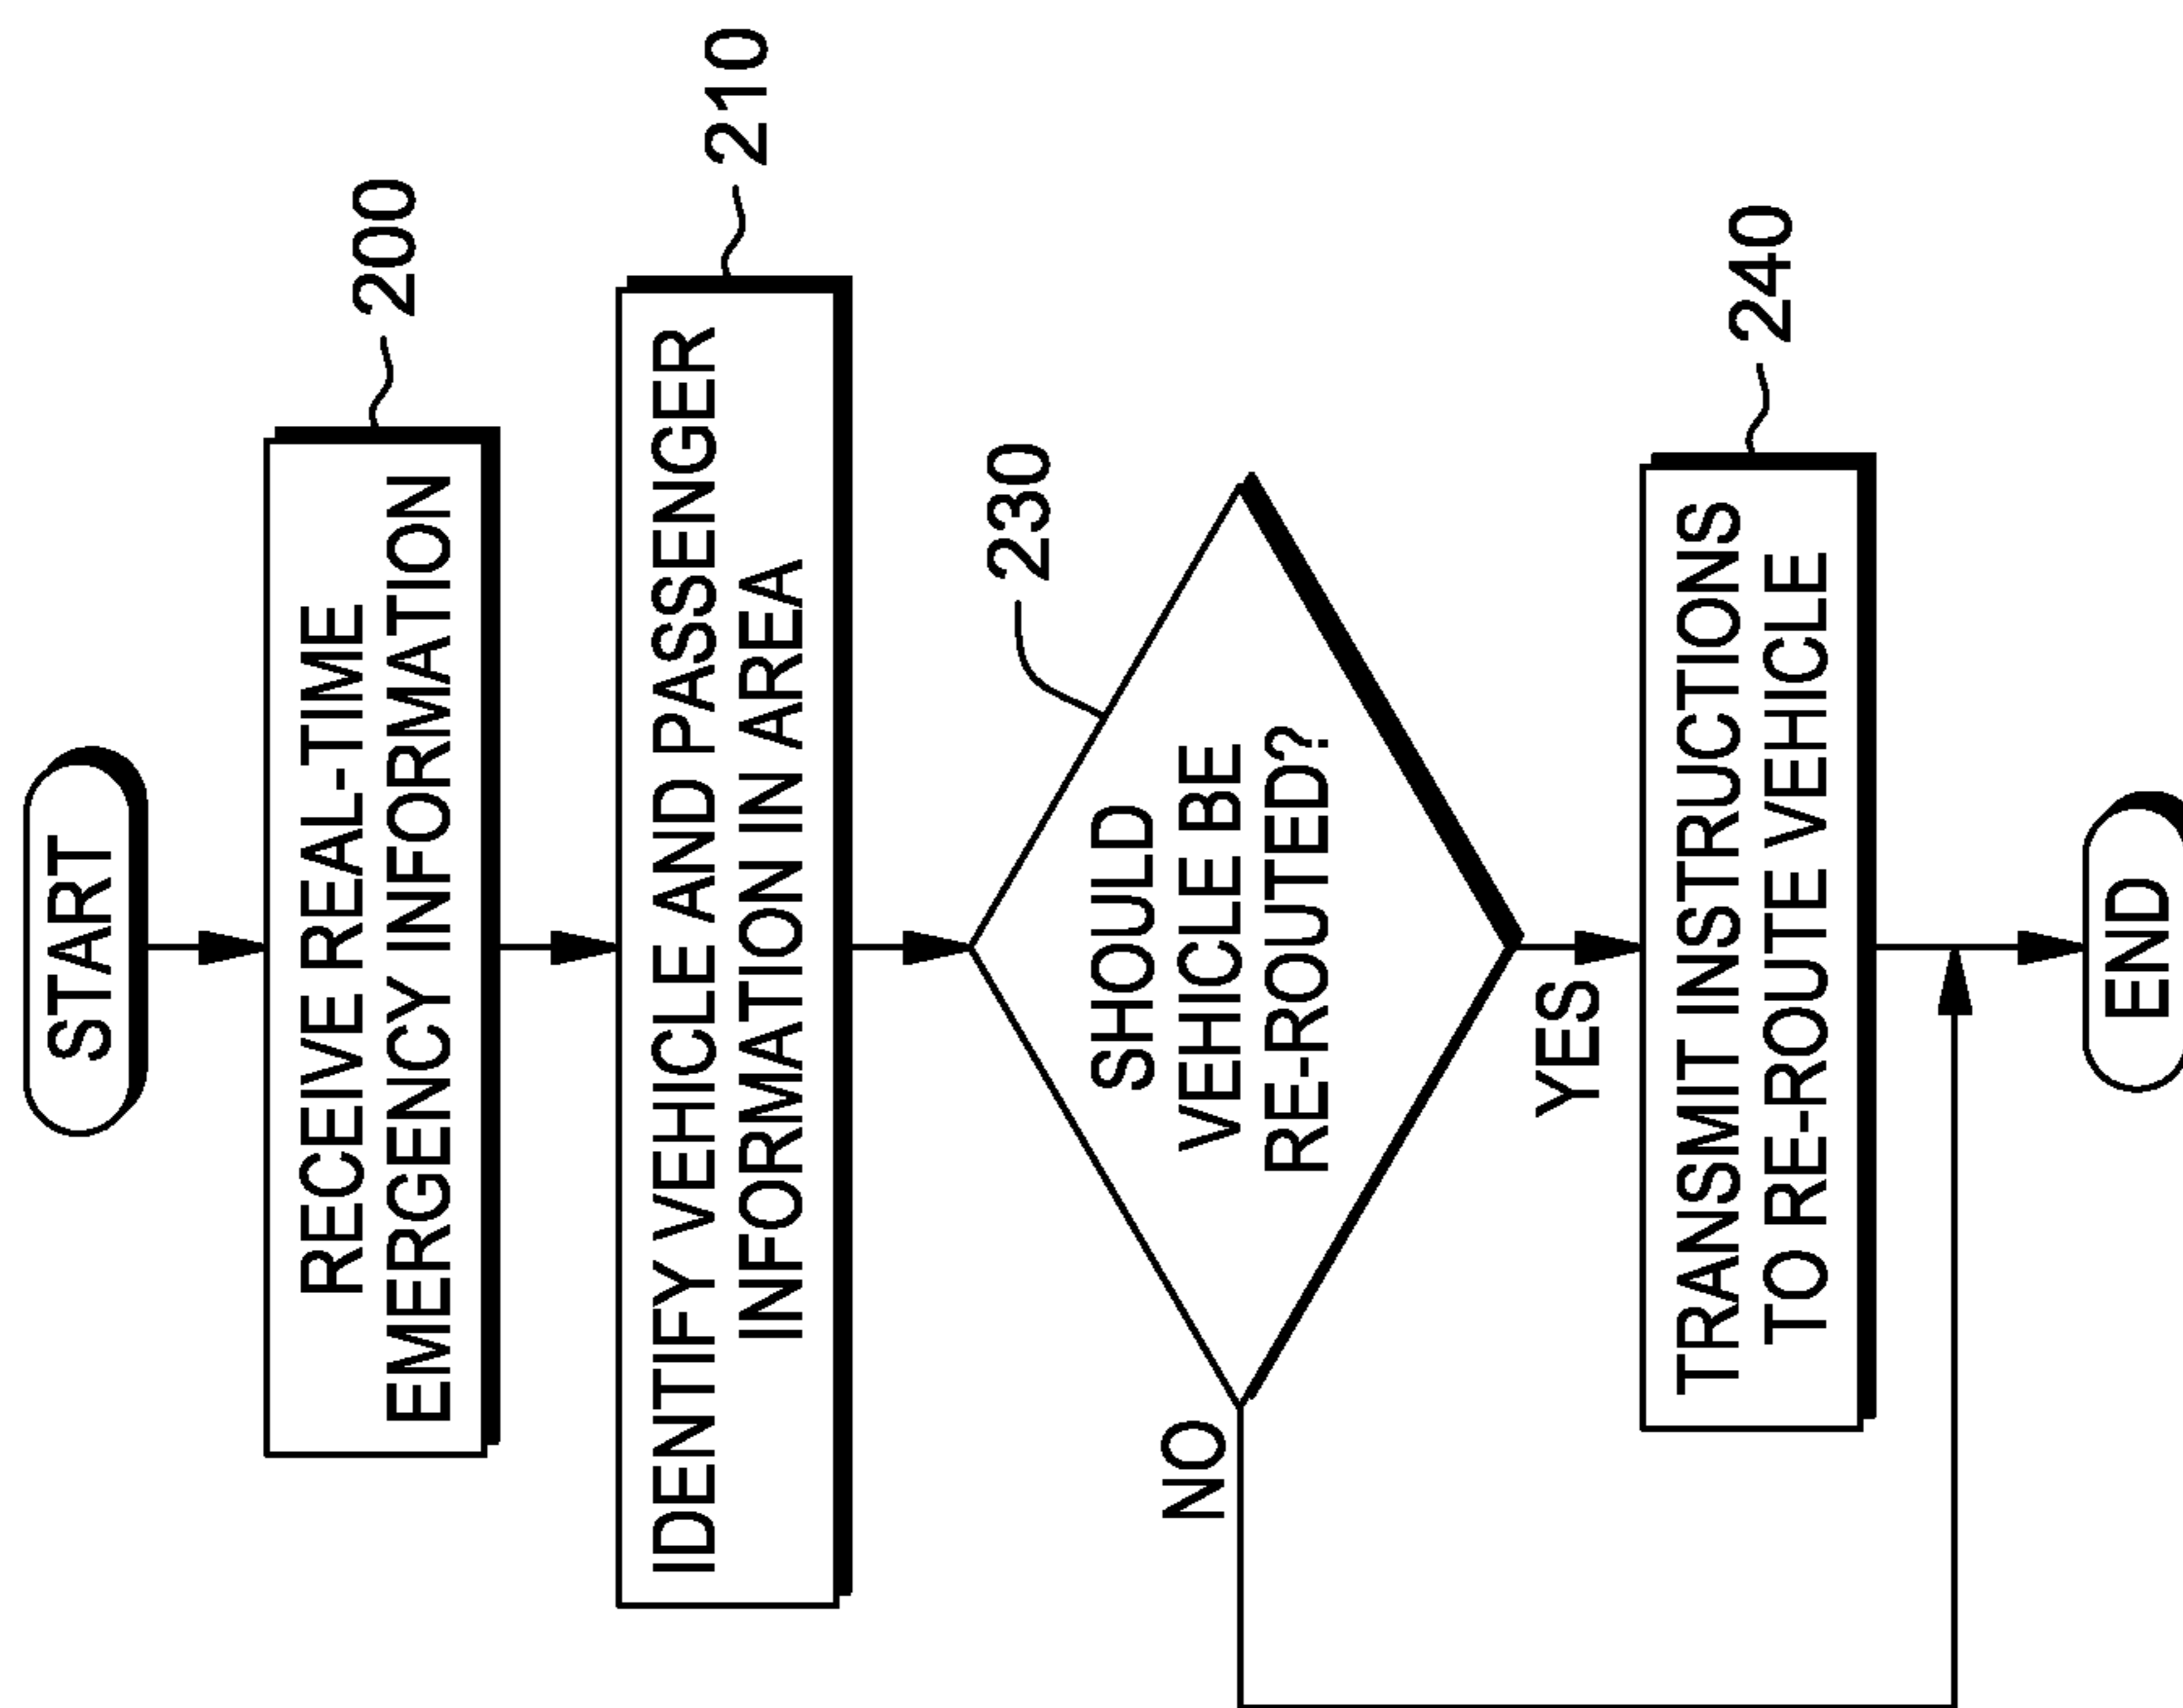 START
RECEIVE REAL-TIME
EMERGENCY INFORMATION
200
IDENTIFY VEHICLE AND PASSENGER
INFORMATION IN AREA
210
SHOULD
VEHICLE BE
RE-ROUTED?
230
NO
YES
TRANSMIT INSTRUCTIONS
TO RE-ROUTE VEHICLE
240
END